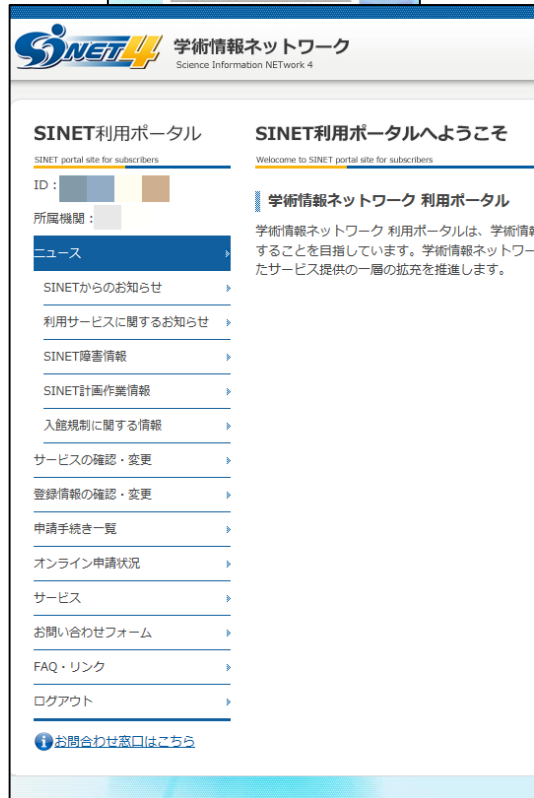 SINET4 学術情報ネットワーク
Science Information NETwork 4
SINET利用ポータル
SINET portal site for subscribers
ID：
所属機関：
ニュース
SINETからのお知らせ
利用サービスに関するお知らせ
SINET障害情報
SINET計画作業情報
入館規制に関する情報
サービスの確認・変更
登録情報の確認・変更
申請手続き一覧
オンライン申請状況
サービス
お問い合わせフォーム
FAQ・リンク
ログアウト
お問合わせ窓口はこちら
SINET利用ポータルへようこそ
Welcome to SINET portal site for subscribers
学術情報ネットワーク 利用ポータル
学術情報ネットワーク 利用ポータルは、学術情報
することを目指しています。学術情報ネットワー
たサービス提供の一層の拡充を推進します。